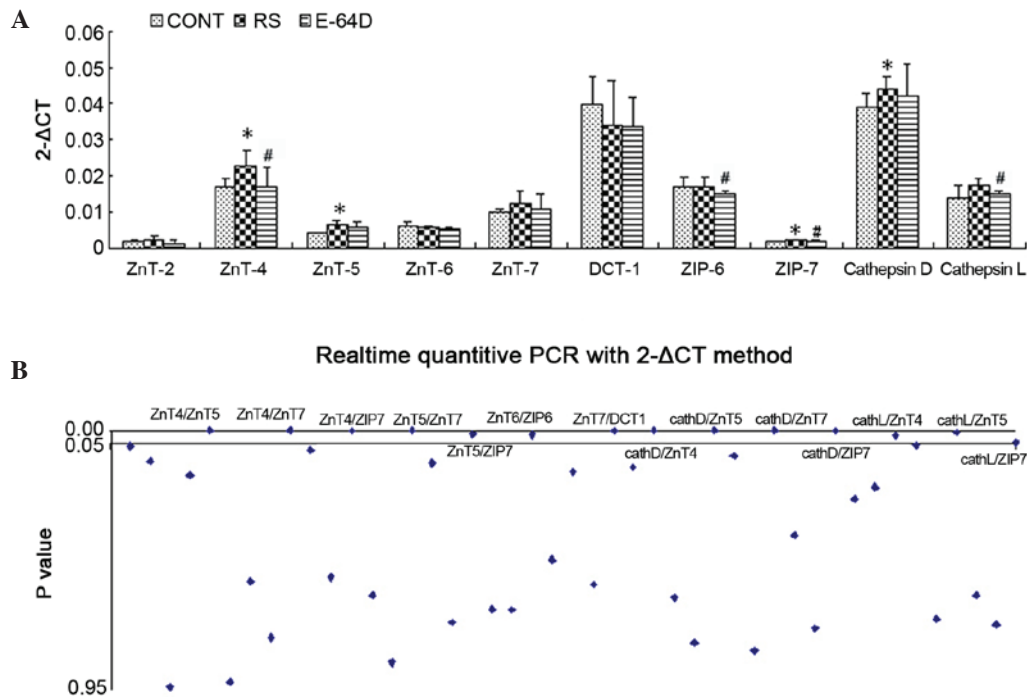 A
CONT RS E-64D
0.06
0.05
0.04
0.03
0.02
0.01
0
2-ΔCT
* # * # * # * #
ZnT-2 ZnT-4 ZnT-5 ZnT-6 ZnT-7 DCT-1 ZIP-6 ZIP-7 Cathepsin D Cathepsin L
Realtime quantitive PCR with 2-ΔCT method
B
ZnT4/ZnT5 ZnT4/ZnT7 ZnT4/ZIP7 ZnT5/ZnT7 ZnT6/ZIP6 ZnT7/DCT1 cathD/ZnT5 cathD/ZnT7 cathL/ZnT4 cathL/ZnT5
0.00
0.05
ZnT5/ZIP7 cathD/ZnT4 cathD/ZIP7 cathL/ZIP7
P value
0.95